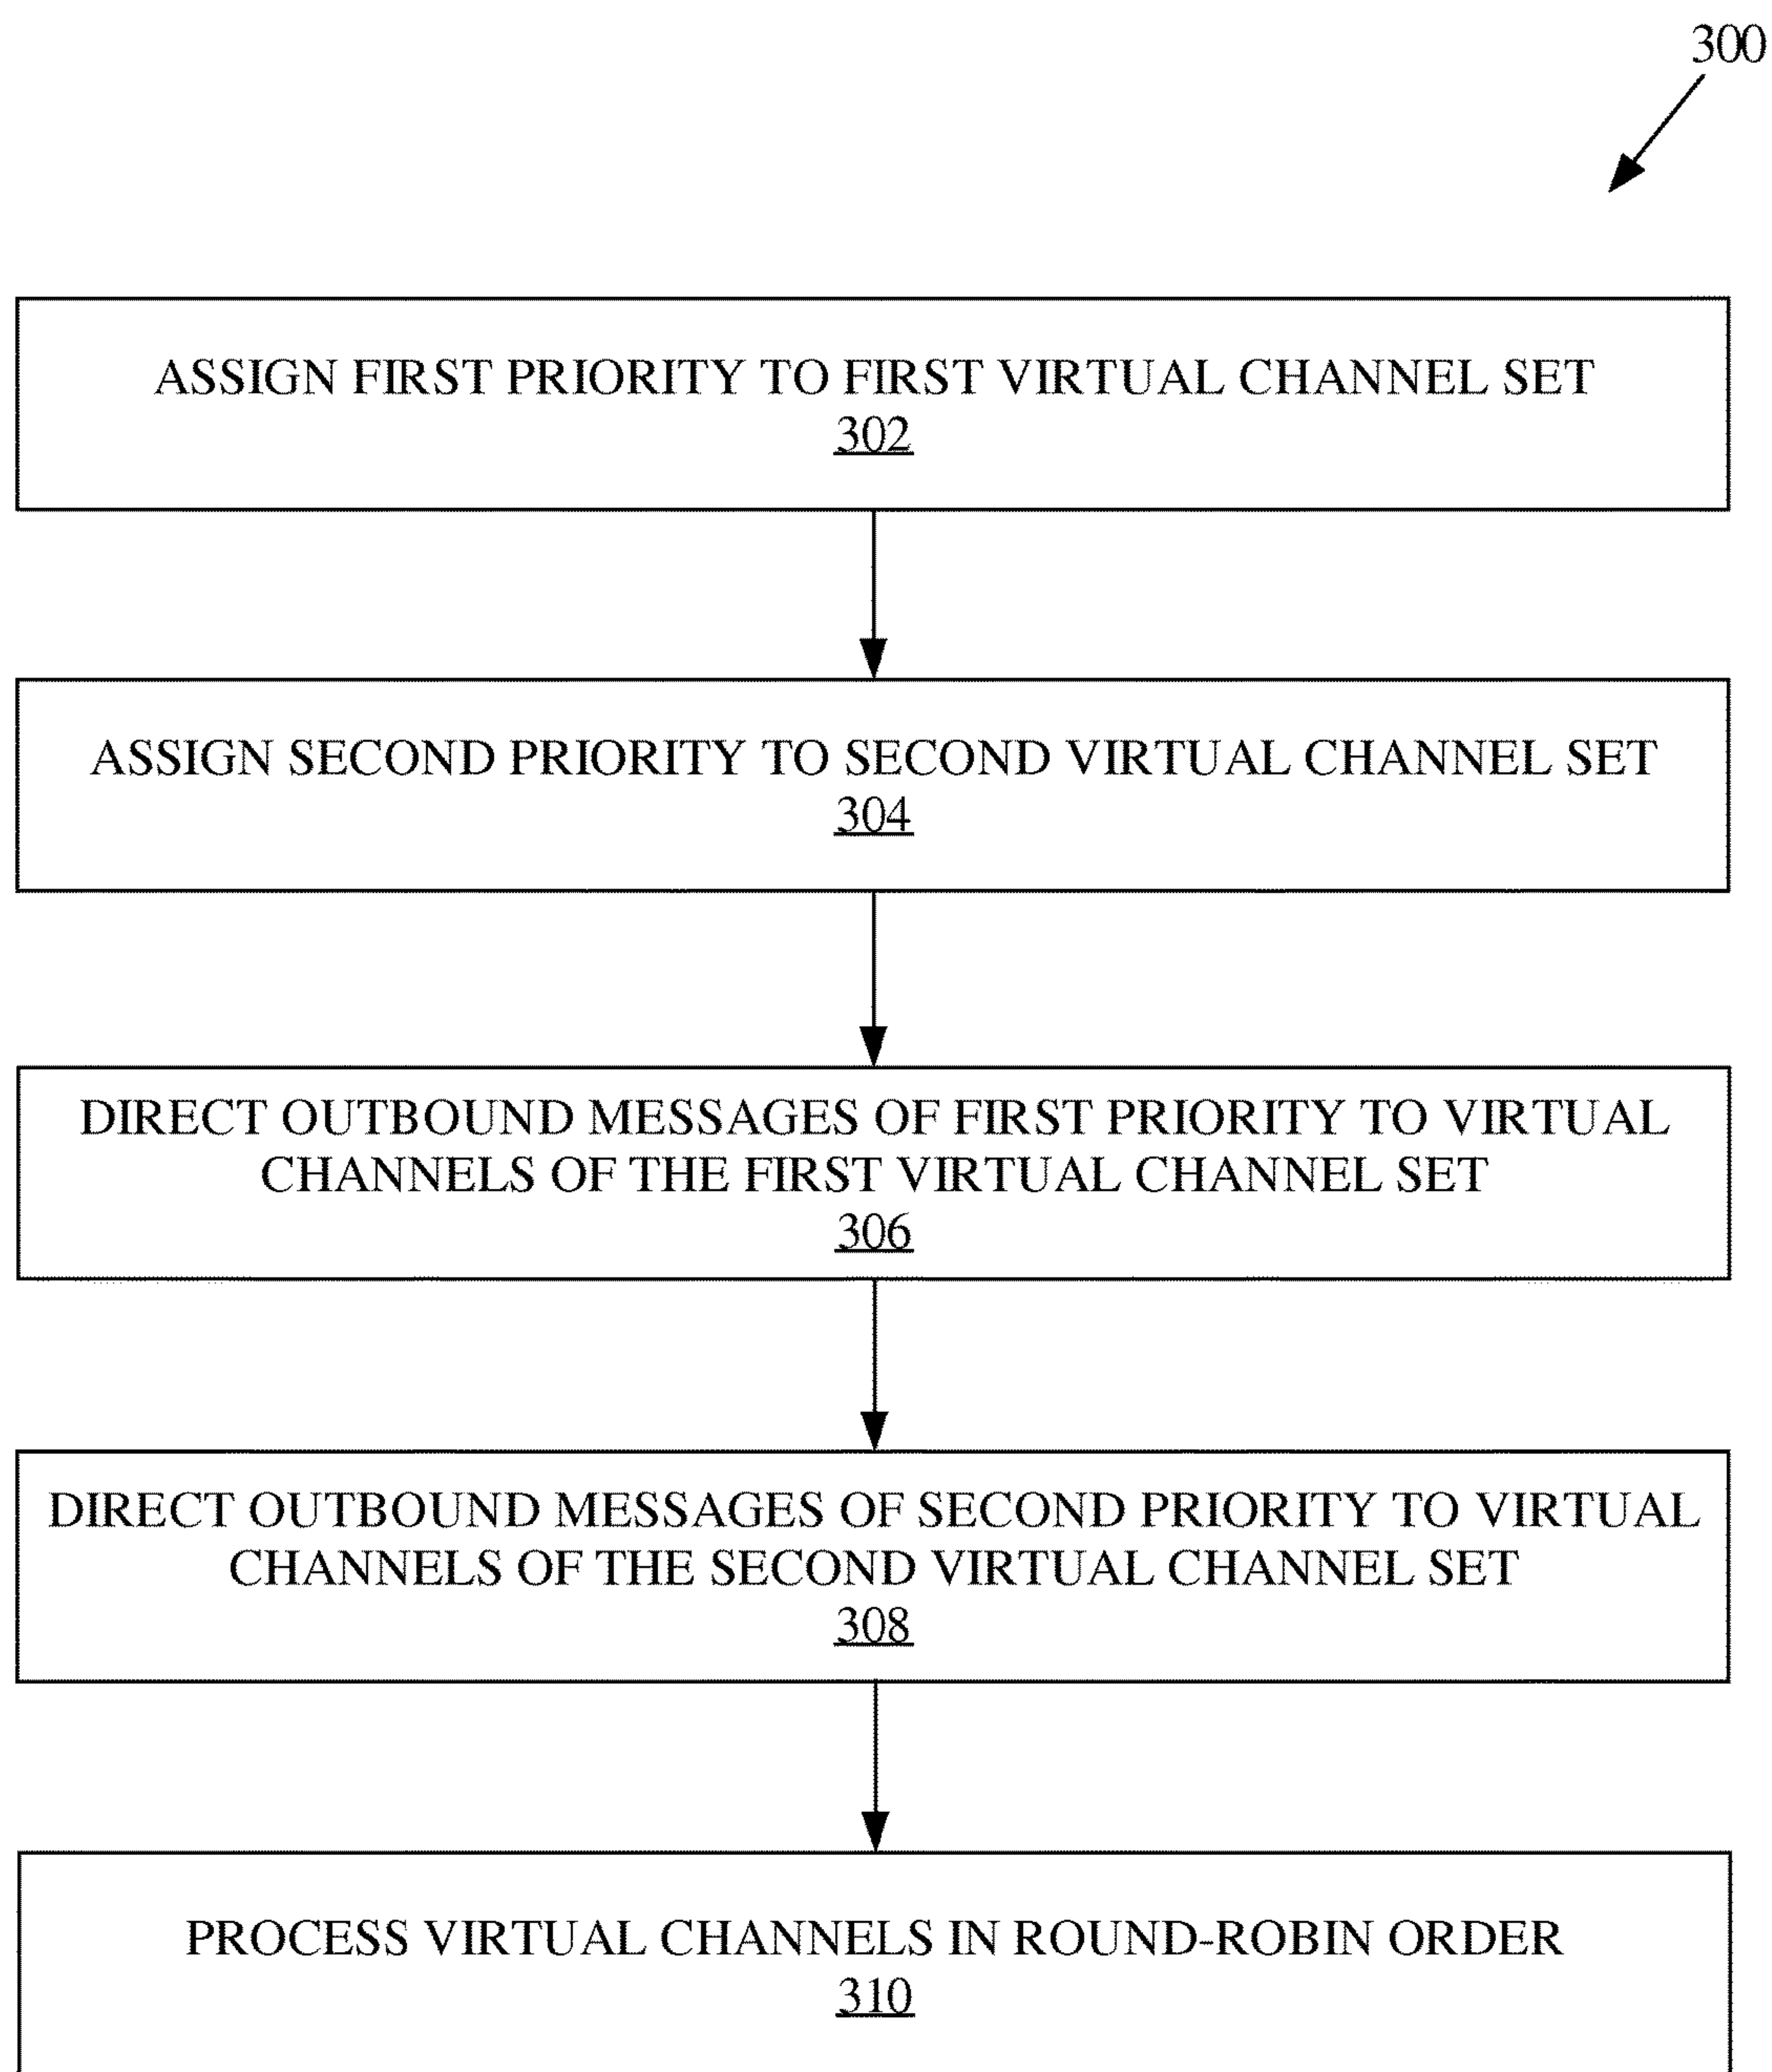 300
ASSIGN FIRST PRIORITY TO FIRST VIRTUAL CHANNEL SET
302
ASSIGN SECOND PRIORITY TO SECOND VIRTUAL CHANNEL SET
304
DIRECT OUTBOUND MESSAGES OF FIRST PRIORITY TO VIRTUAL
CHANNELS OF THE FIRST VIRTUAL CHANNEL SET
306
DIRECT OUTBOUND MESSAGES OF SECOND PRIORITY TO VIRTUAL
CHANNELS OF THE SECOND VIRTUAL CHANNEL SET
308
PROCESS VIRTUAL CHANNELS IN ROUND-ROBIN ORDER
310